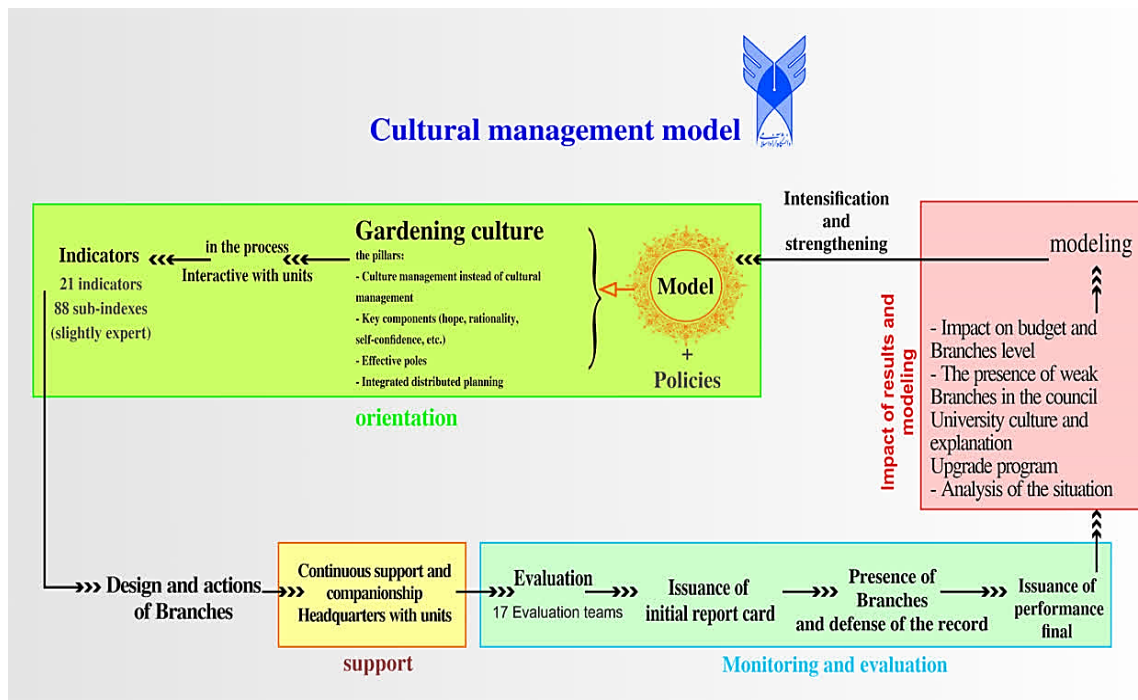 Cultural management model
دانشگاه آزاد اسلامی
Intensification
and
strengthening
modeling
Indicators
21 indicators
88 sub-indexes
(slightly expert)
in the process
Interactive with units
Gardening culture
the pillars:
- Culture management instead of cultural
management
- Key components (hope, rationality,
self-confidence, etc.)
- Effective poles
- Integrated distributed planning
Model
+
Policies
orientation
Impact of results and
modeling
- Impact on budget and
Branches level
- The presence of weak
Branches in the council
University culture and
explanation
Upgrade program
- Analysis of the situation
Design and actions
of Branches
Continuous support and
companionship
Headquarters with units
support
Evaluation
17 Evaluation teams
Issuance of
initial report card
Presence of
Branches
and defense of the record
Issuance of
performance
final
Monitoring and evaluation